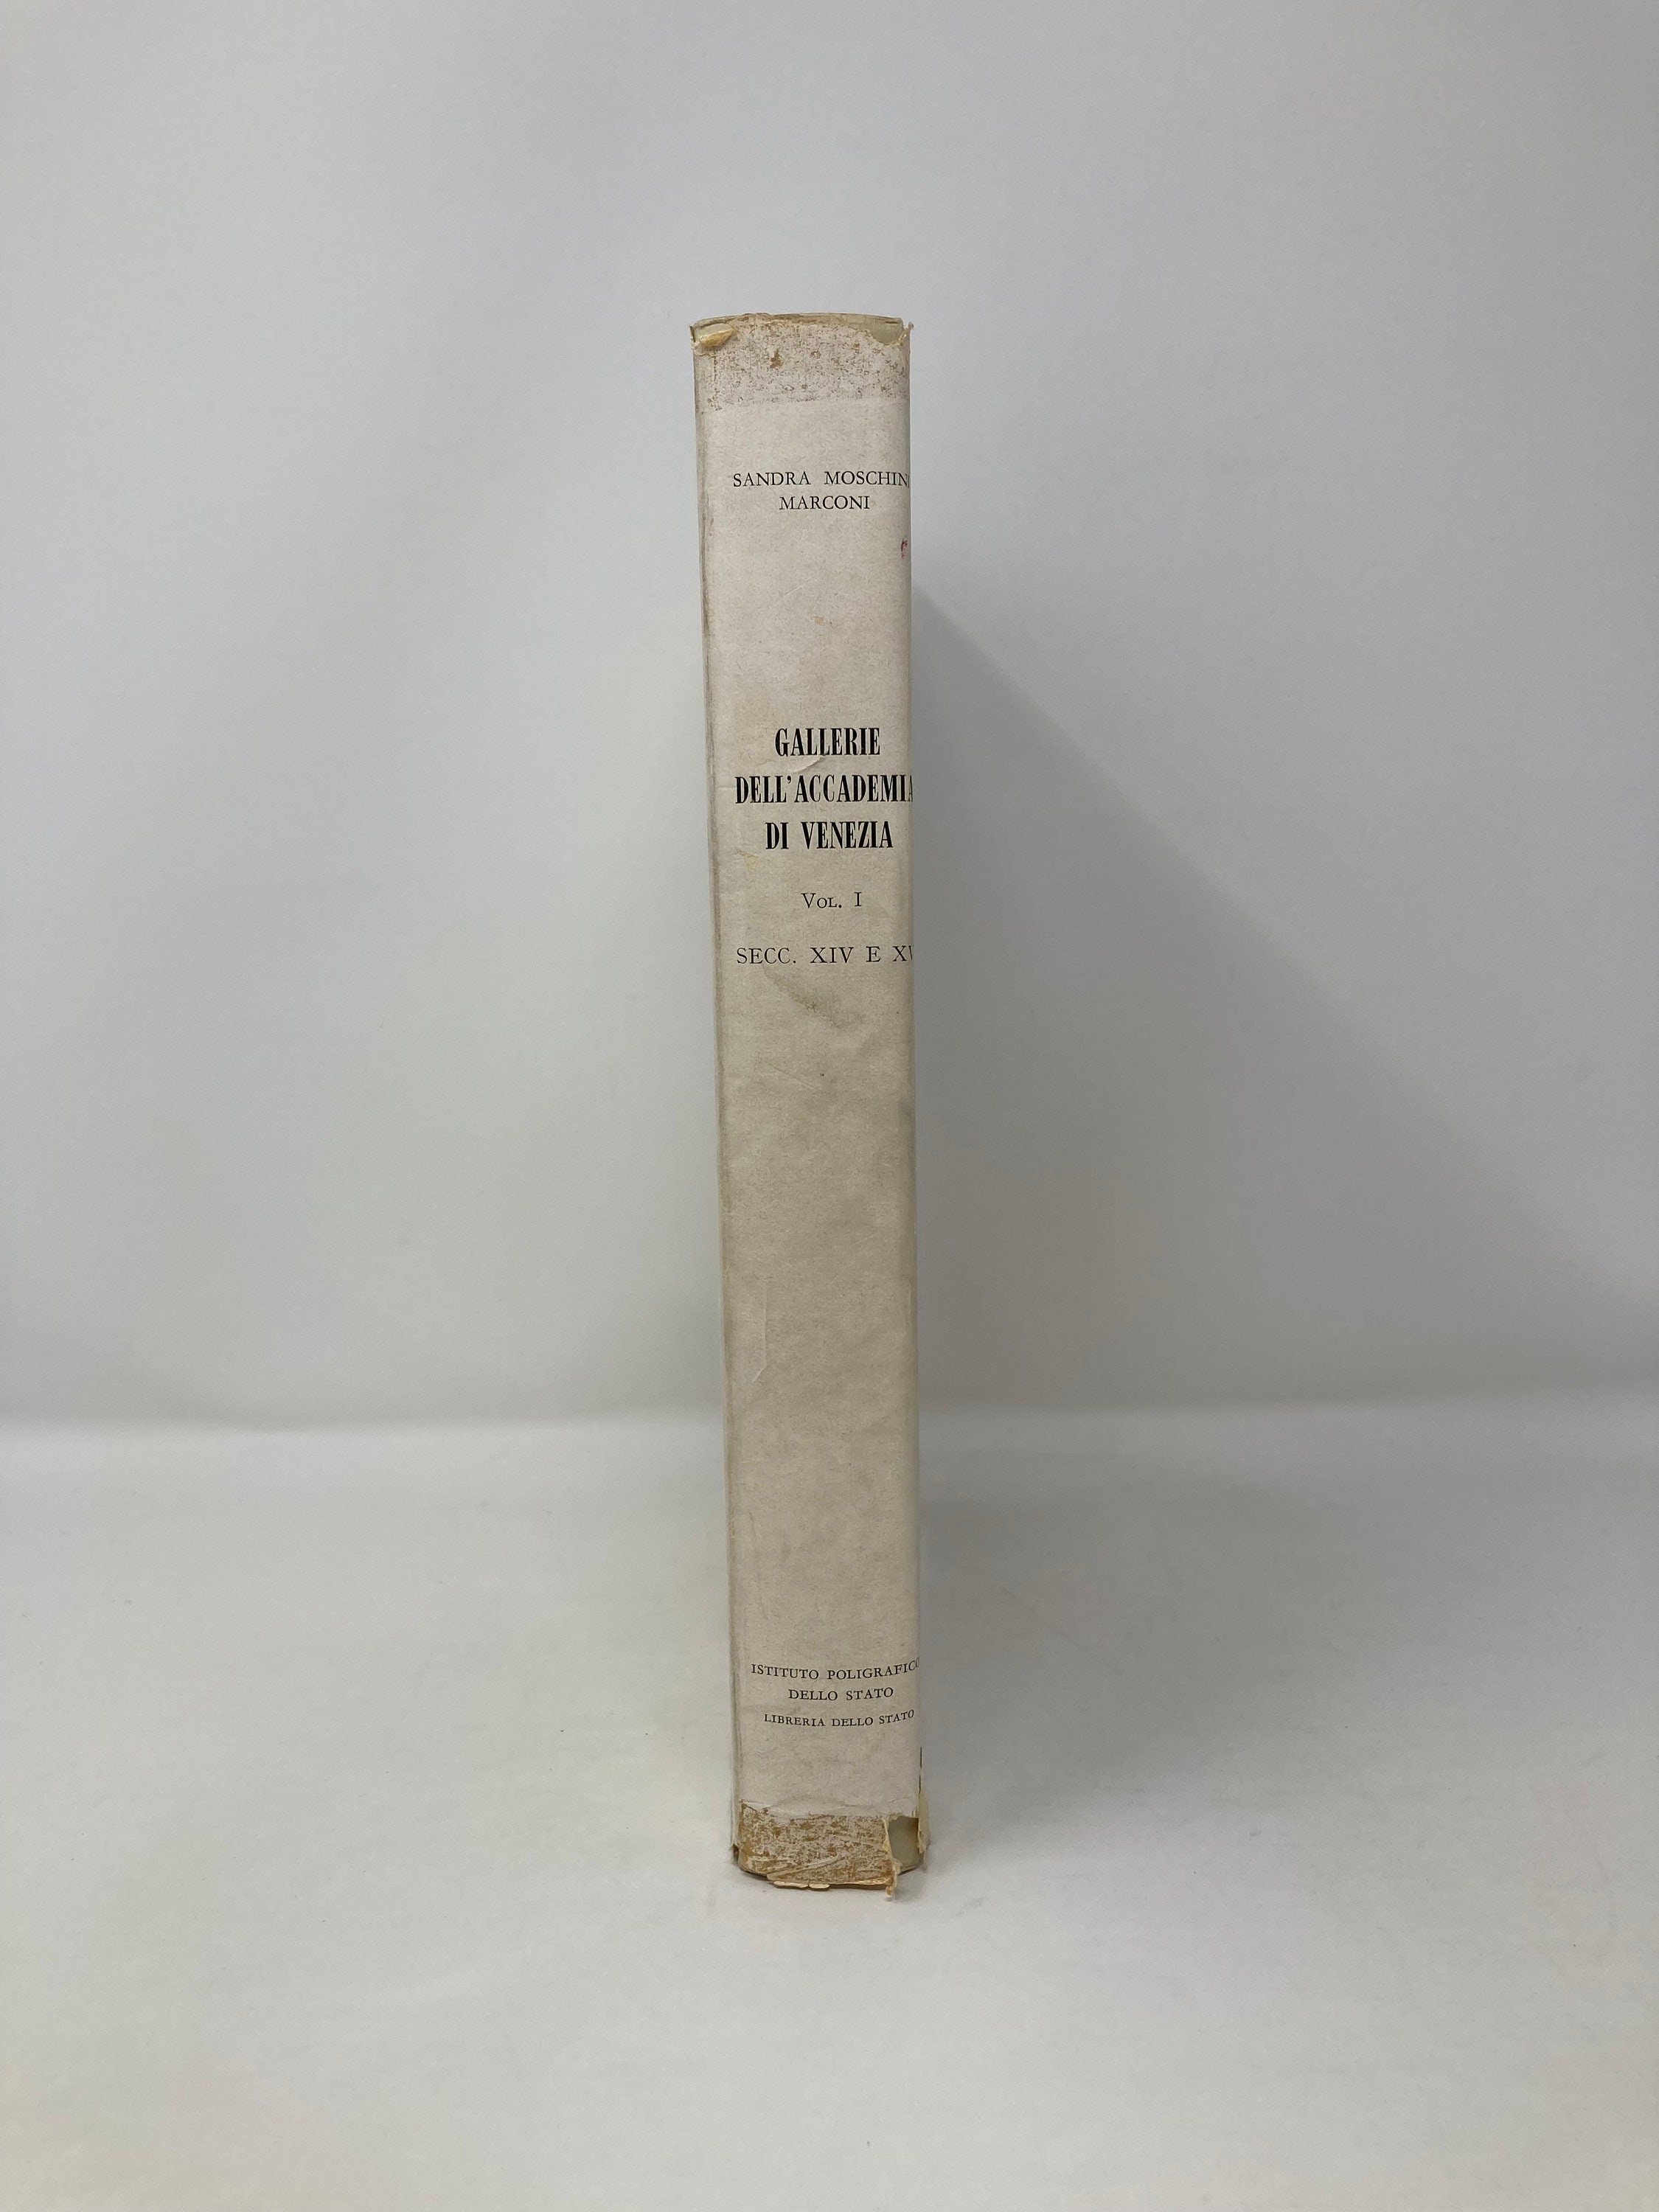 SANDRA MOSCHINI
MARCONI
GALLERIE
DELL'ACCADEMIA
DI VENEZIA
VOL. I
SECC. XIV E XV
ISTITUTO POLIGRAFICO
DELLO STATO
LIBRERIA DELLO STATO